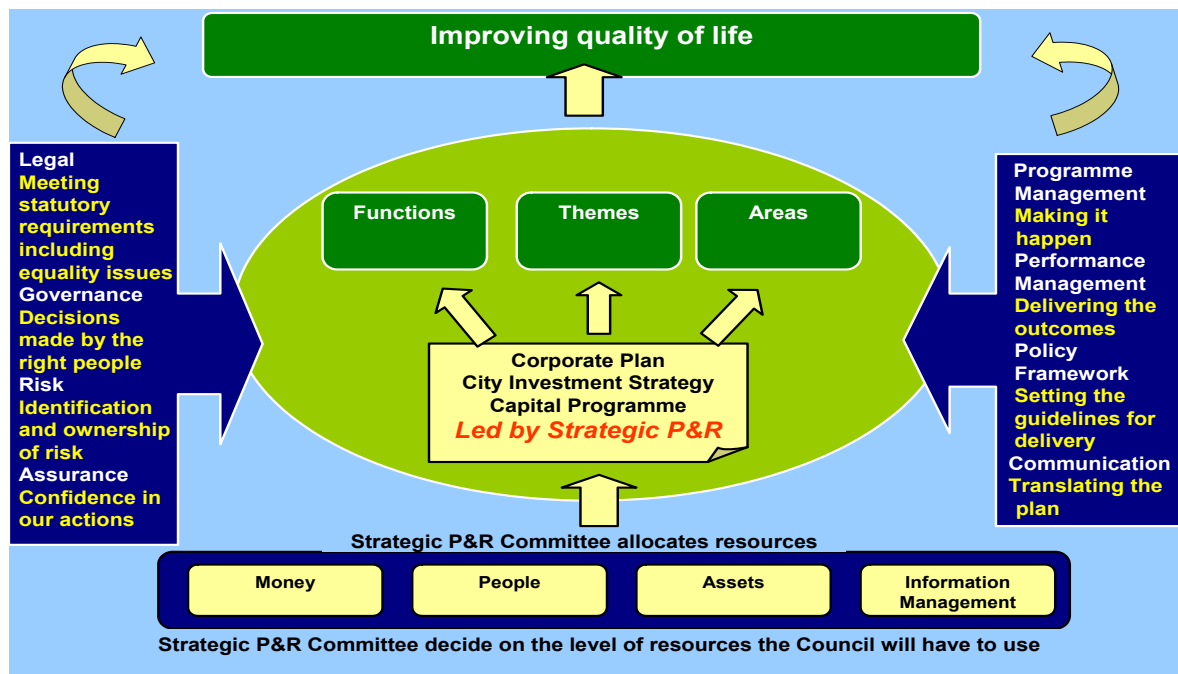 Improving quality of life
Legal
Meeting
statutory
requirements
including
equality issues
Governance
Decisions
made by the
right people
Risk
Identification
and ownership
of risk
Assurance
Confidence in
our actions
Functions
Themes
Areas
Corporate Plan
City Investment Strategy
Capital Programme
Led by Strategic P&R
Programme
Management
Making it
happen
Performance
Management
Delivering the
outcomes
Policy
Framework
Setting the
guidelines for
delivery
Communication
Translating the
plan
Strategic P&R Committee allocates resources
Money
People
Assets
Information
Management
Strategic P&R Committee decide on the level of resources the Council will have to use